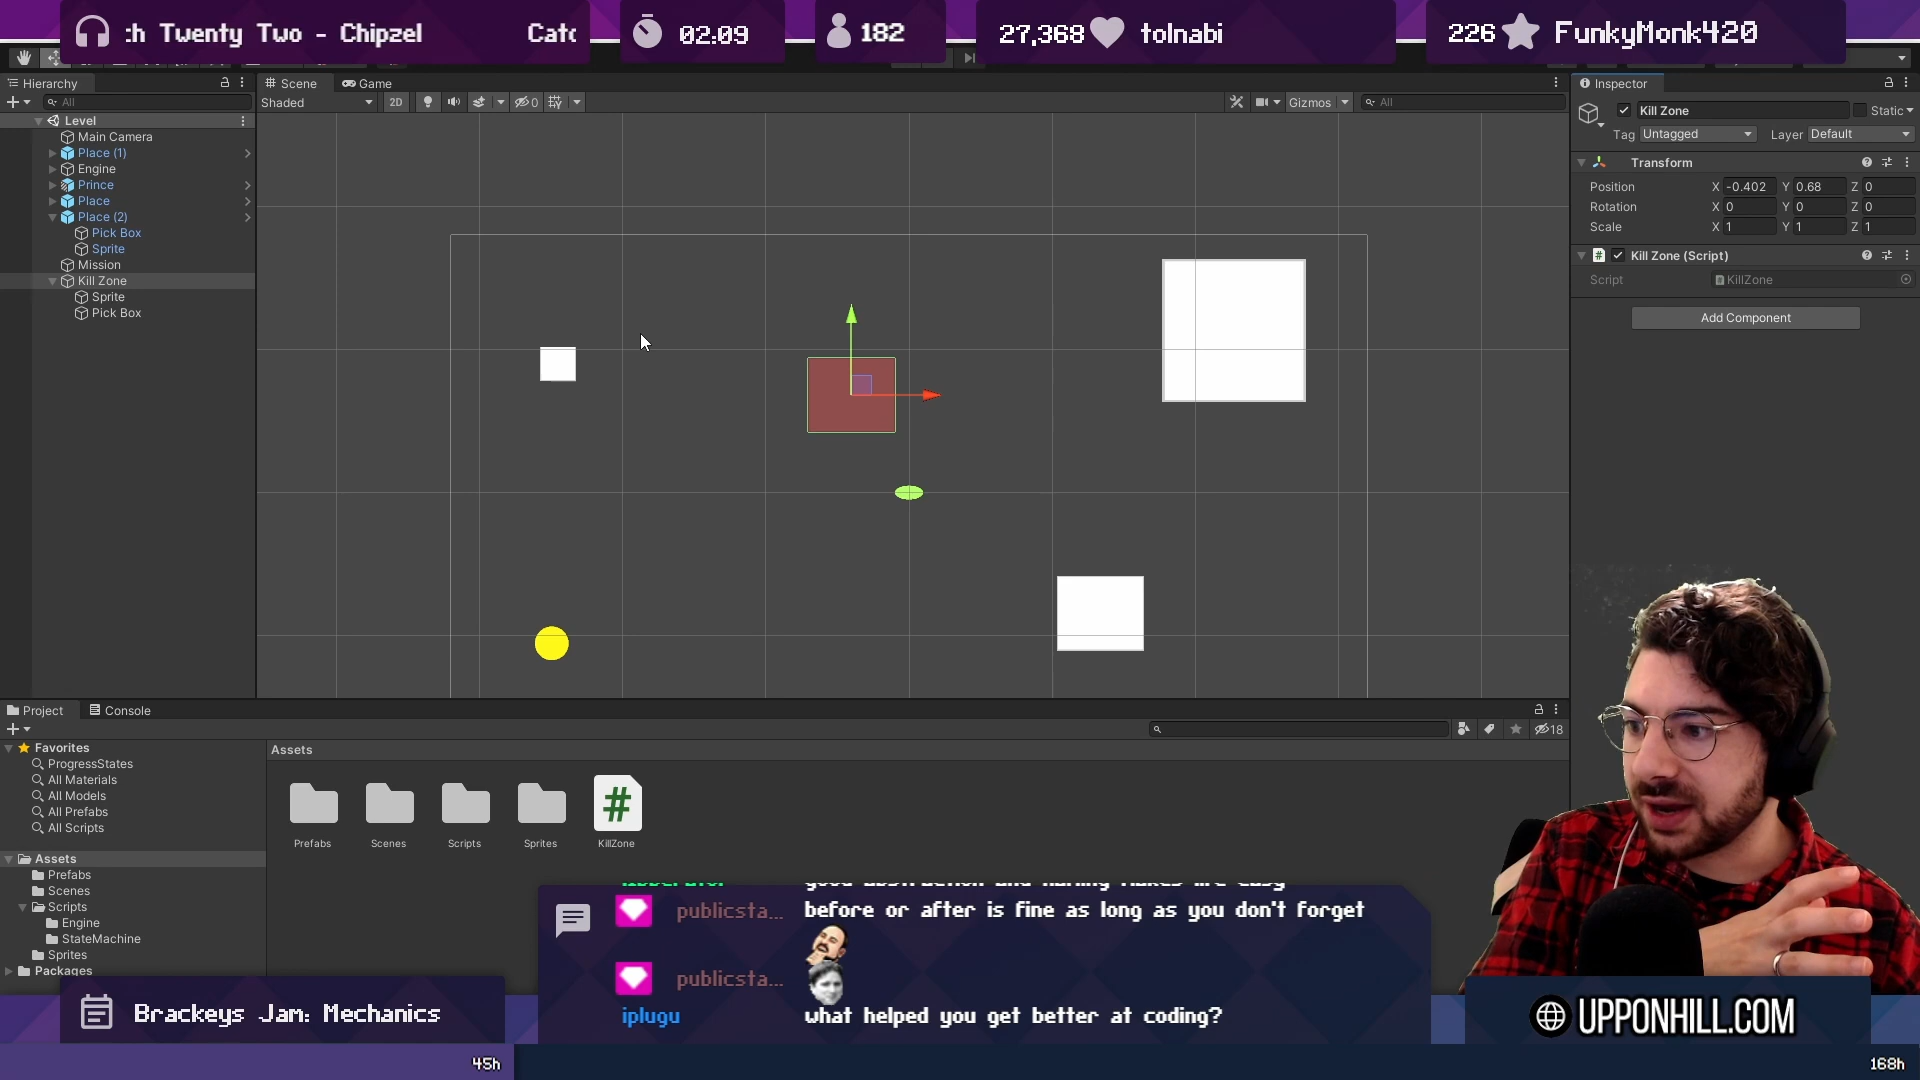 :h Twenty Two - Chipzel
Catc
02:09
182
27,368
tolnabi
226
FunkyMonk420
Hierarchy
All
Level
Main Camera
Place (1)
Engine
Prince
Place
Place (2)
Pick Box
Sprite
Mission
Kill Zone
Sprite
Pick Box
Scene
Game
Shaded
2D
0
Gizmos
All
Inspector
Kill Zone
Static
Tag
Untagged
Layer
Default
Transform
Position
X -0.402 Y 0.68 Z 0
Rotation
X 0 Y 0 Z 0
Scale
X 1 Y 1 Z 1
#
Kill Zone (Script)
Script
KillZone
Add Component
Project
Console
18
Favorites
ProgressStates
All Materials
All Models
All Prefabs
All Scripts
Assets
Prefabs
Scenes
Scripts
Engine
StateMachine
Sprites
Packages
Assets
Prefabs
Scenes
Scripts
Sprites
#
KillZone
publicsta... before or after is fine as long as you don't forget
publicsta...
iplugu what helped you get better at coding?
Brackeys Jam: Mechanics
45h
UPPONHILL.COM
168h